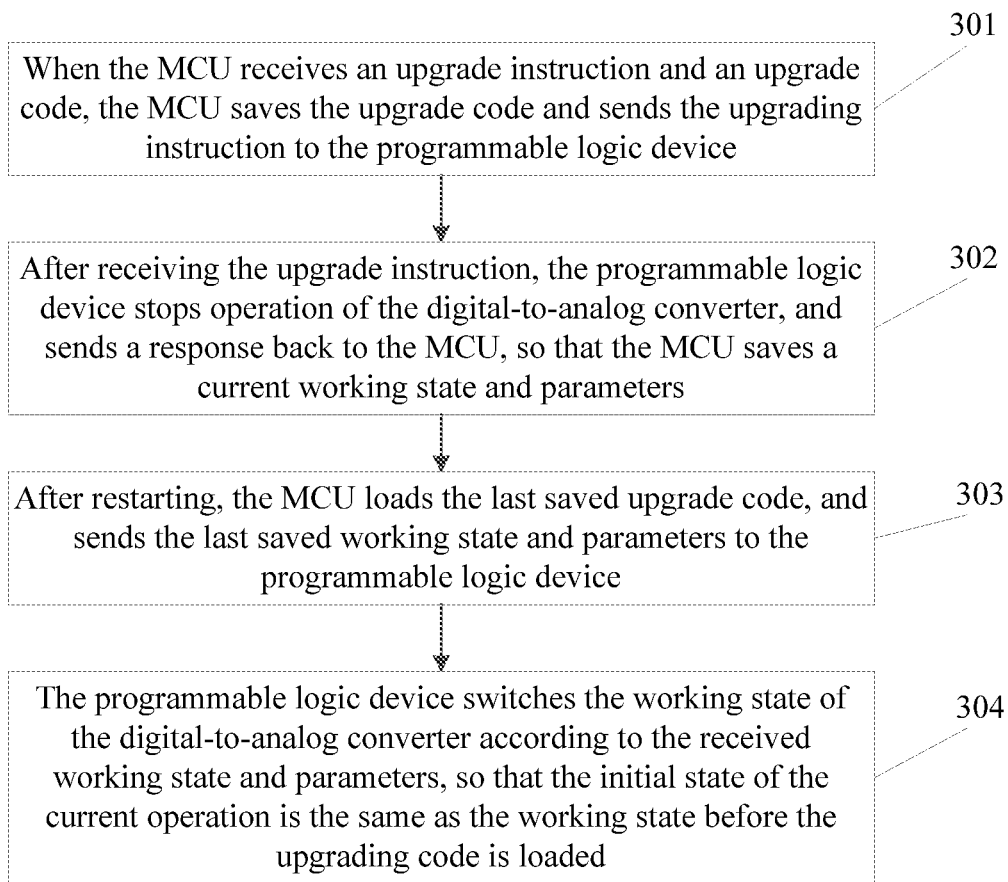 301
When the MCU receives an upgrade instruction and an upgrade
code, the MCU saves the upgrade code and sends the upgrading
instruction to the programmable logic device
302
After receiving the upgrade instruction, the programmable logic
device stops operation of the digital-to-analog converter, and
sends a response back to the MCU, so that the MCU saves a
current working state and parameters
303
After restarting, the MCU loads the last saved upgrade code, and
sends the last saved working state and parameters to the
programmable logic device
304
The programmable logic device switches the working state of
the digital-to-analog converter according to the received
working state and parameters, so that the initial state of the
current operation is the same as the working state before the
upgrading code is loaded